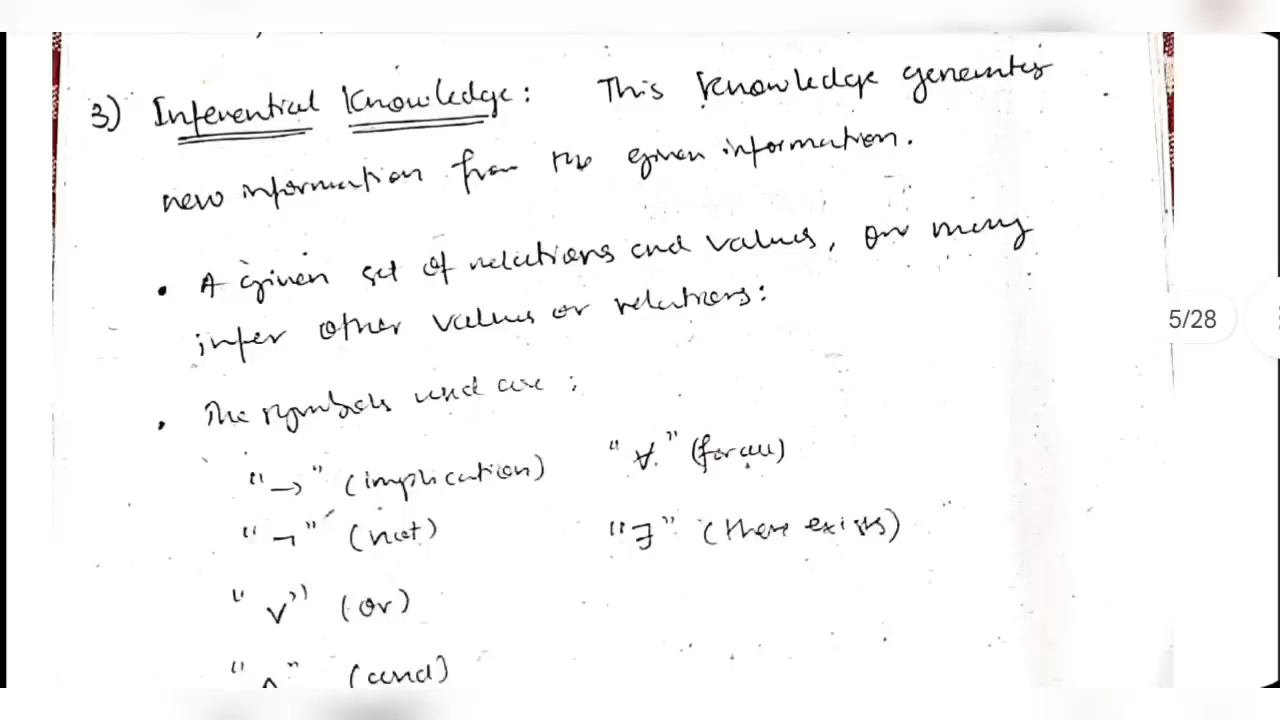 3) Inferential Knowledge: This knowledge generates
new information from the given information.
• A given set of relations and values, one may
infer other values or relations:
• The symbols used are :
"→" (implication) "∀" (for all)
"¬" (not) "∃" (there exists)
"∨" (or)
"∧" (and)
5/28